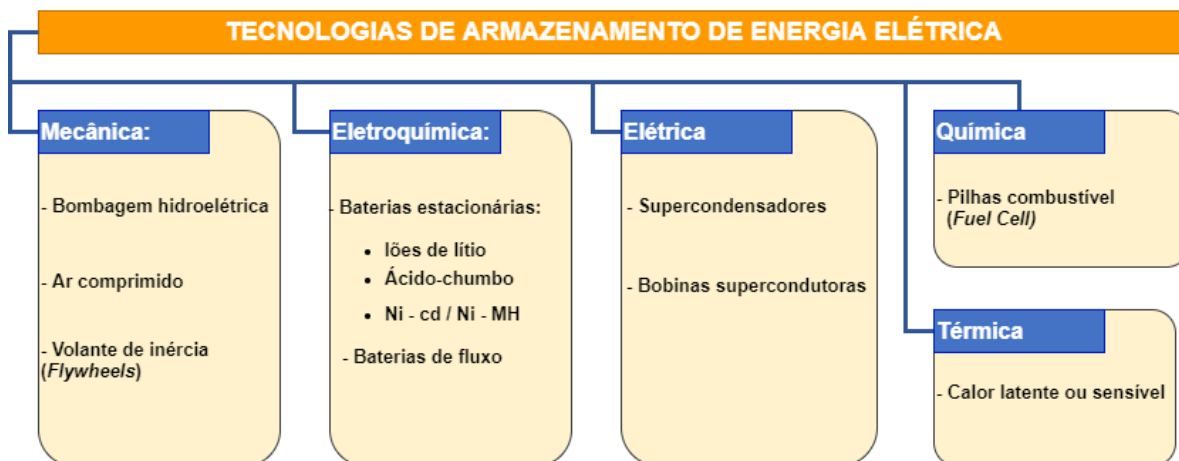 TECNOLOGIAS DE ARMAZENAMENTO DE ENERGIA ELÉTRICA
Mecânica:
- Bombagem hidroelétrica
- Ar comprimido
- Volante de inércia
(Flywheels)
Eletroquímica:
- Baterias estacionárias:
• Iões de lítio
• Ácido-chumbo
• Ni - cd / Ni - MH
- Baterias de fluxo
Elétrica
- Supercondensadores
- Bobinas supercondutoras
Química
- Pilhas combustível
(Fuel Cell)
Térmica
- Calor latente ou sensível